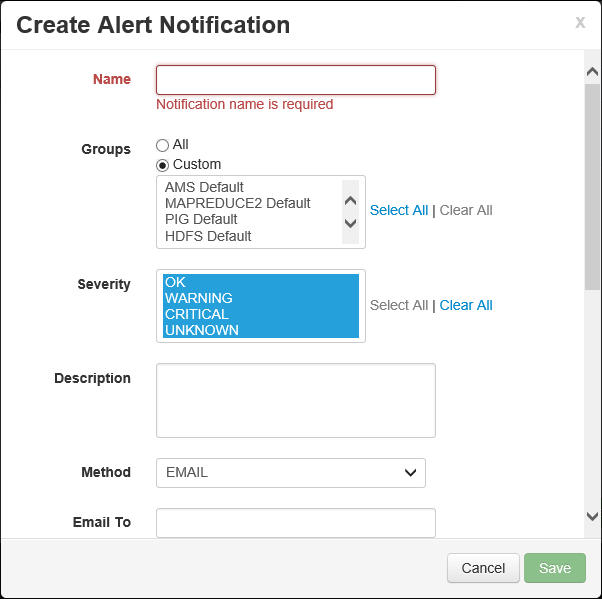 Create Alert Notification x
Name
Notification name is required
Groups
All
Custom
AMS Default
MAPREDUCE2 Default
PIG Default
HDFS Default
Select All | Clear All
Severity
OK
WARNING
CRITICAL
UNKNOWN
Select All | Clear All
Description
Method EMAIL
Email To
Cancel Save